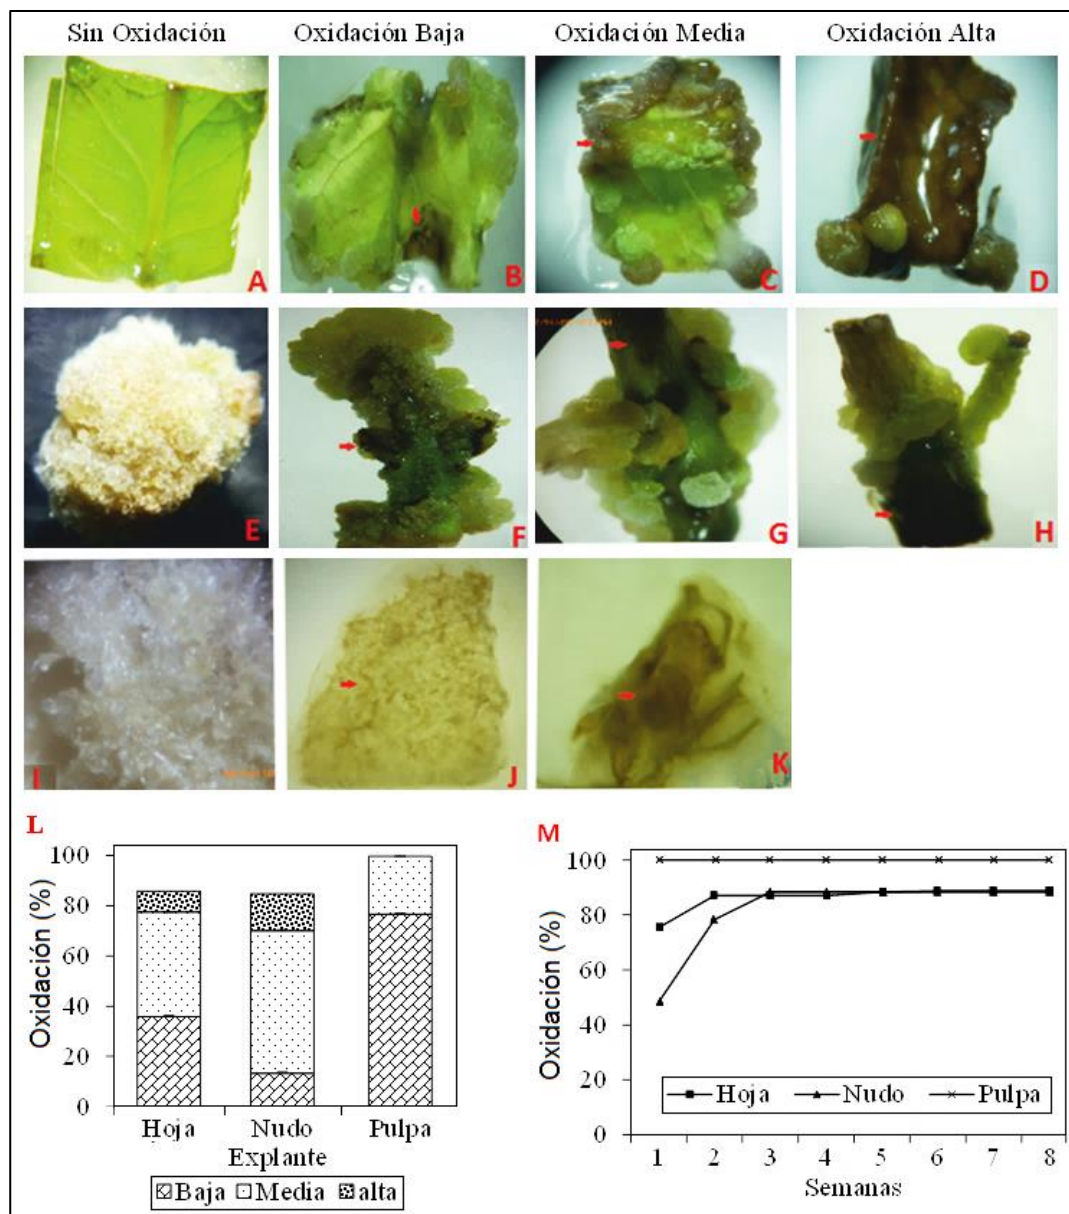 Sin Oxidación Oxidación Baja Oxidación Media Oxidación Alta
A B C D
E F G H
I J K
L
Oxidación (%)
100
80
60
40
20
0
Hoja Nudo Pulpa
Explante
Baja Media alta
M
Oxidación (%)
100
80
60
40
20
0
Hoja Nudo Pulpa
1 2 3 4 5 6 7 8
Semanas